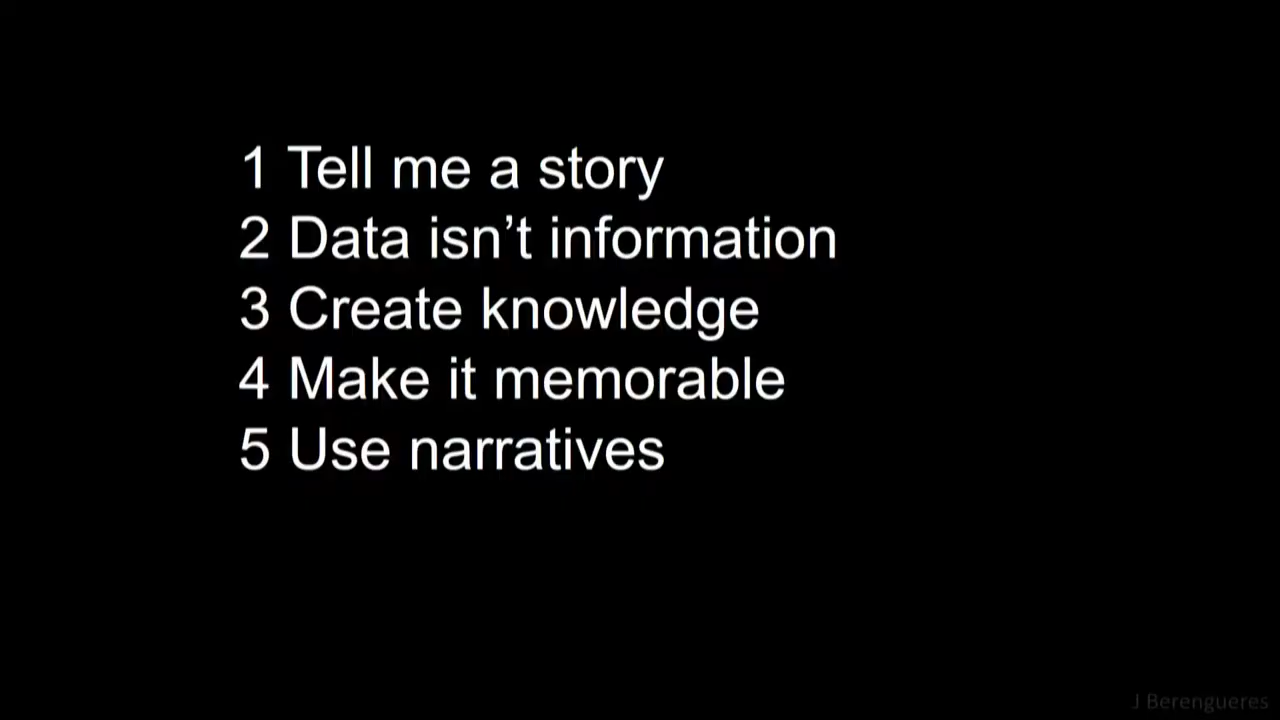 1 Tell me a story
2 Data isn’t information
3 Create knowledge
4 Make it memorable
5 Use narratives
J Berengueres